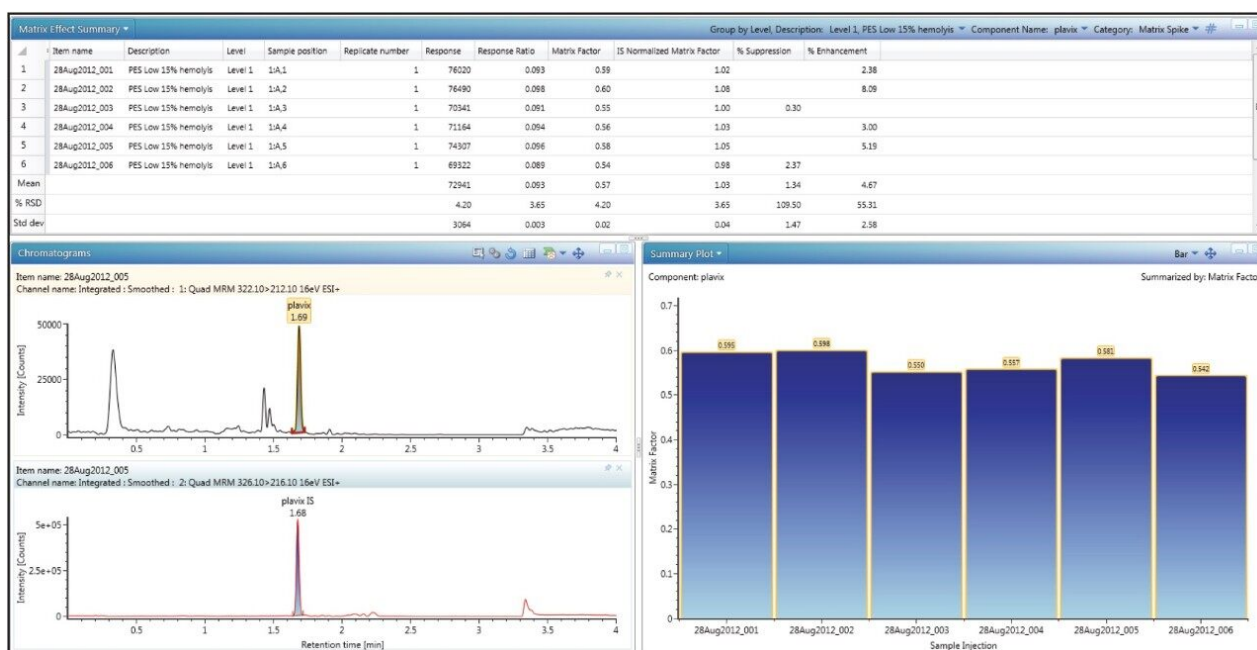 Matrix Effect Summary
Group by Level, Description: Level 1, PES Low 15% hemolysis Component Name: plavix Category: Matrix Spike
Item name Description Level Sample position Replicate number Response Response Ratio Matrix Factor IS Normalized Matrix Factor % Suppression % Enhancement
1 28Aug2012_001 PES Low 15% hemolyis Level 1 1:A,1 1 76020 0.093 0.59 1.02 2.38
2 28Aug2012_002 PES Low 15% hemolyis Level 1 1:A,2 1 76490 0.098 0.60 1.08 8.09
3 28Aug2012_003 PES Low 15% hemolyis Level 1 1:A,3 1 70341 0.091 0.55 1.00 0.30
4 28Aug2012_004 PES Low 15% hemolyis Level 1 1:A,4 1 71164 0.094 0.56 1.03 3.00
5 28Aug2012_005 PES Low 15% hemolyis Level 1 1:A,5 1 74307 0.096 0.58 1.05 5.19
6 28Aug2012_006 PES Low 15% hemolyis Level 1 1:A,6 1 69322 0.089 0.54 0.98 2.37
Mean 72941 0.093 0.57 1.03 1.34 4.67
% RSD 4.20 3.65 4.20 3.65 109.50 55.31
Std dev 3064 0.003 0.02 0.04 1.47 2.58
Chromatograms
Item name: 28Aug2012_005
Channel name: Integrated : Smoothed : 1: Quad MRM 322.10>212.10 16eV ESI+
plavix
1.69
Intensity [Counts]
50000
25000
0
0.5 1 1.5 2 2.5 3 3.5 4
Item name: 28Aug2012_005
Channel name: Integrated : Smoothed : 2: Quad MRM 326.10>216.10 16eV ESI+
plavix IS
1.68
Intensity [Counts]
5e+05
2.5e+05
0
0.5 1 1.5 2 2.5 3 3.5 4
Retention time [min]
Summary Plot
Bar
Component: plavix
Summarized by: Matrix Facto
Matrix Factor
0.7
0.6
0.5
0.4
0.3
0.2
0.1
0
0.595 0.598 0.550 0.557 0.581 0.542
28Aug2012_001 28Aug2012_002 28Aug2012_003 28Aug2012_004 28Aug2012_005 28Aug2012_006
Sample Injection